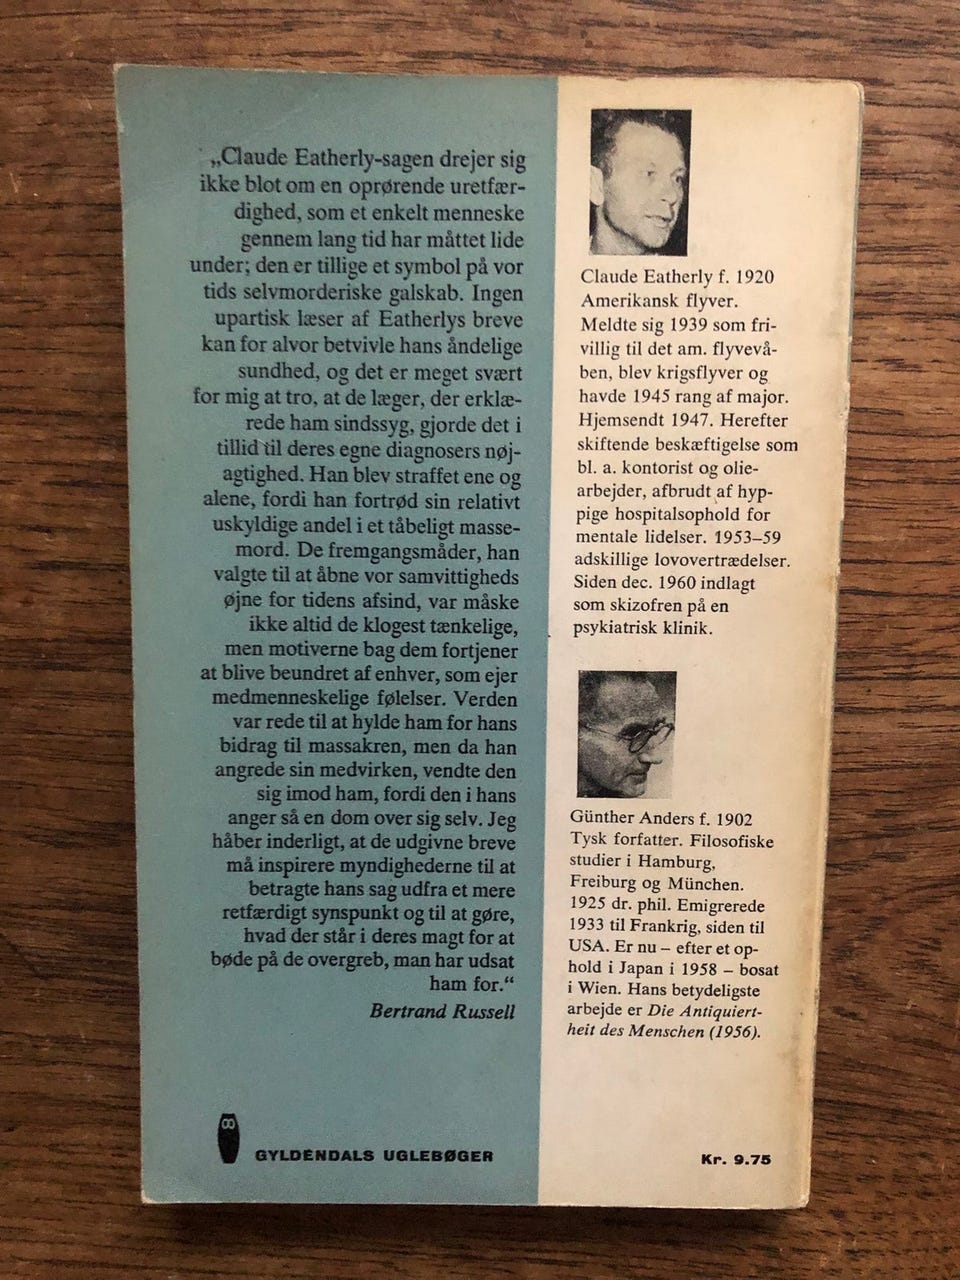 „Claude Eatherly-sagen drejer sig
ikke blot om en oprørende uretfær-
dighed, som et enkelt menneske
gennem lang tid har måttet lide
under; den er tillige et symbol på vor
tids selvmorderiske galskab. Ingen
upartisk læser af Eatherlys breve
kan for alvor betvivle hans åndelige
sundhed, og det er meget svært
for mig at tro, at de læger, der erklæ-
rede ham sindssyg, gjorde det i
tillid til deres egne diagnosers nøj-
agtighed. Han blev straffet ene og
alene, fordi han fortrød sin relativt
uskyldige andel i et tåbeligt masse-
mord. De fremgangsmåder, han
valgte til at åbne vor samvittigheds
øjne for tidens afsind, var måske
ikke altid de klogest tænkelige,
men motiverne bag dem fortjener
at blive beundret af enhver, som ejer
medmenneskelige følelser. Verden
var rede til at hylde ham for hans
bidrag til massakren, men da han
angrede sin medvirken, vendte den
sig imod ham, fordi den i hans
anger så en dom over sig selv. Jeg
håber inderligt, at de udgivne breve
må inspirere myndighederne til at
betragte hans sag udfra et mere
retfærdigt synspunkt og til at gøre,
hvad der står i deres magt for at
bøde på de overgreb, man har udsat
ham for.“
Bertrand Russell
GYLDENDALS UGLEBØGER
Claude Eatherly f. 1920
Amerikansk flyver.
Meldte sig 1939 som fri-
villig til det am. flyvevå-
ben, blev krigsflyver og
havde 1945 rang af major.
Hjemsendt 1947. Herefter
skiftende beskæftigelse som
bl. a. kontorist og olie-
arbejder, afbrudt af hyp-
pige hospitalsophold for
mentale lidelser. 1953–59
adskillige lovovertrædelser.
Siden dec. 1960 indlagt
som skizofren på en
psykiatrisk klinik.
Günther Anders f. 1902
Tysk forfatter. Filosofiske
studier i Hamburg,
Freiburg og München.
1925 dr. phil. Emigrerede
1933 til Frankrig, siden til
USA. Er nu – efter et op-
hold i Japan i 1958 – bosat
i Wien. Hans betydeligste
arbejde er Die Antiquiert-
heit des Menschen (1956).
Kr. 9.75